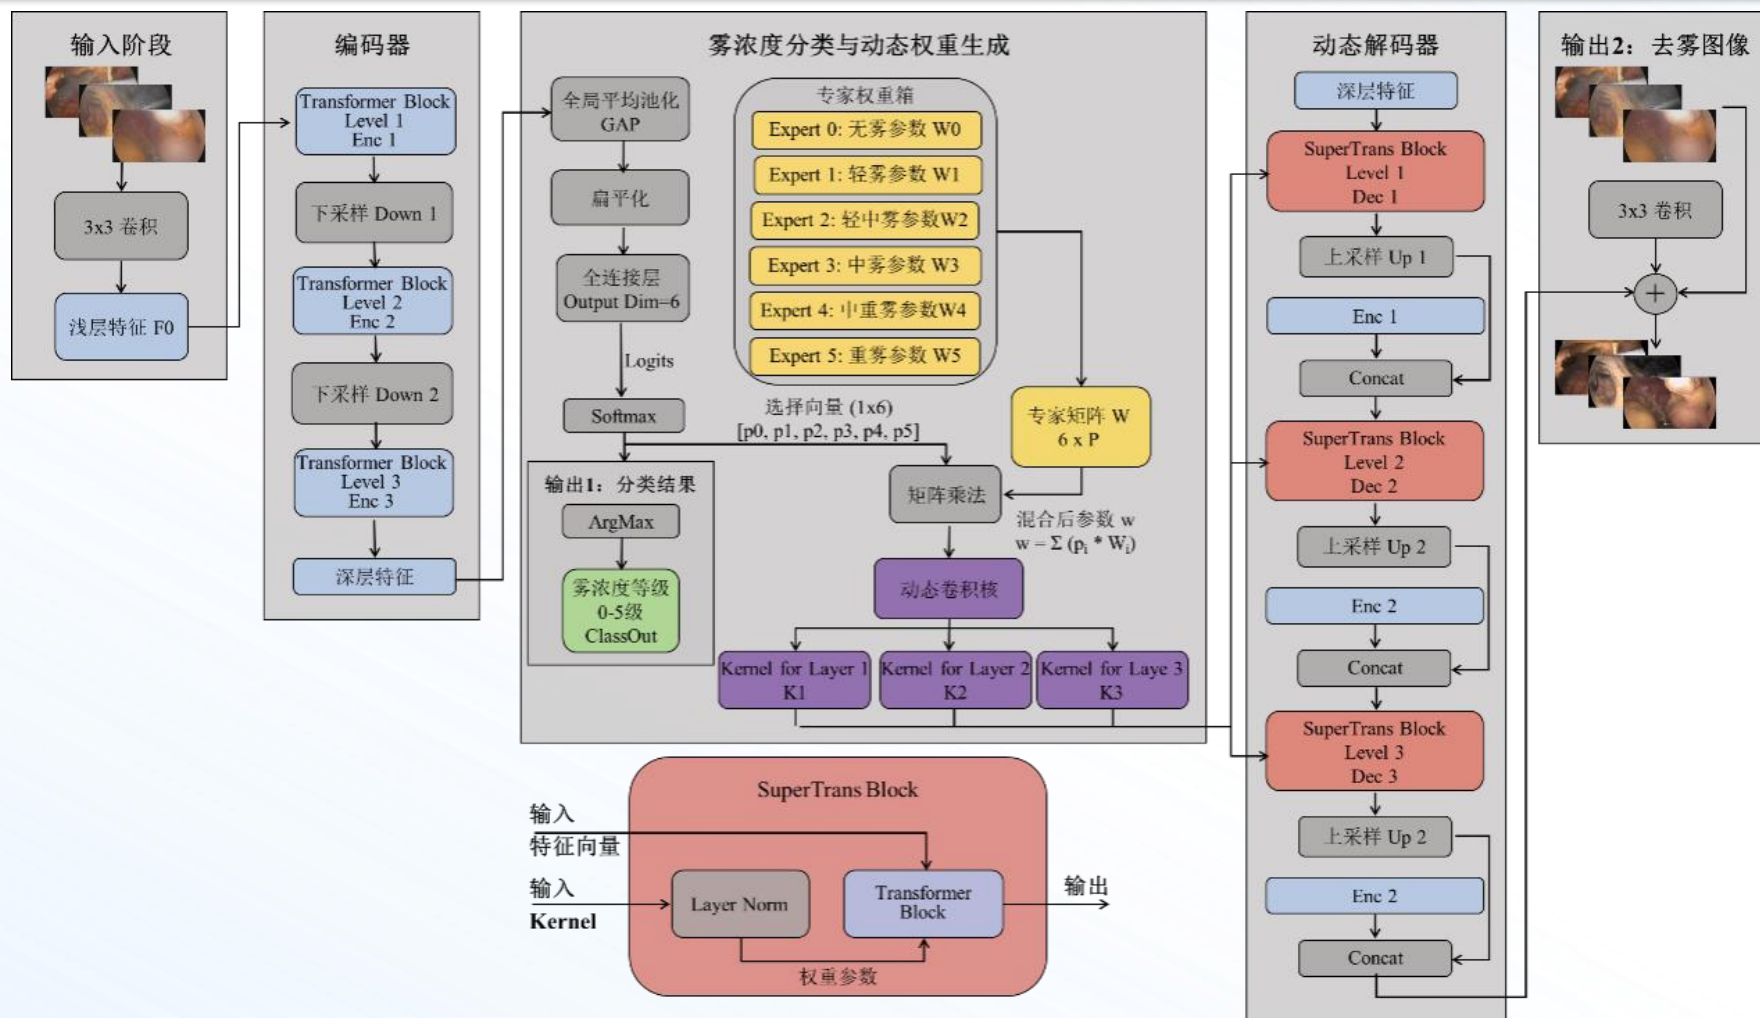 输入阶段
3x3 卷积
浅层特征 F0
编码器
Transformer Block
Level 1
Enc 1
下采样 Down 1
Transformer Block
Level 2
Enc 2
下采样 Down 2
Transformer Block
Level 3
Enc 3
深层特征
雾浓度分类与动态权重生成
全局平均池化
GAP
扁平化
全连接层
Output Dim=6
Logits
Softmax
专家权重箱
Expert 0: 无雾参数 W0
Expert 1: 轻雾参数 W1
Expert 2: 轻中雾参数W2
Expert 3: 中雾参数 W3
Expert 4: 中重雾参数W4
Expert 5: 重雾参数 W5
选择向量 (1x6)
[p0, p1, p2, p3, p4, p5]
专家矩阵 W
6 x P
输出1：分类结果
ArgMax
雾浓度等级
0-5级
ClassOut
矩阵乘法
混合后参数 w
w = Σ (pi * Wi)
动态卷积核
Kernel for Layer 1
K1
Kernel for Layer 2
K2
Kernel for Laye 3
K3
SuperTrans Block
输入
特征向量
输入
Kernel
Layer Norm
Transformer
Block
权重参数
输出
动态解码器
深层特征
SuperTrans Block
Level 1
Dec 1
上采样 Up 1
Enc 1
Concat
SuperTrans Block
Level 2
Dec 2
上采样 Up 2
Enc 2
Concat
SuperTrans Block
Level 3
Dec 3
上采样 Up 2
Enc 2
Concat
输出2：去雾图像
3x3 卷积
+